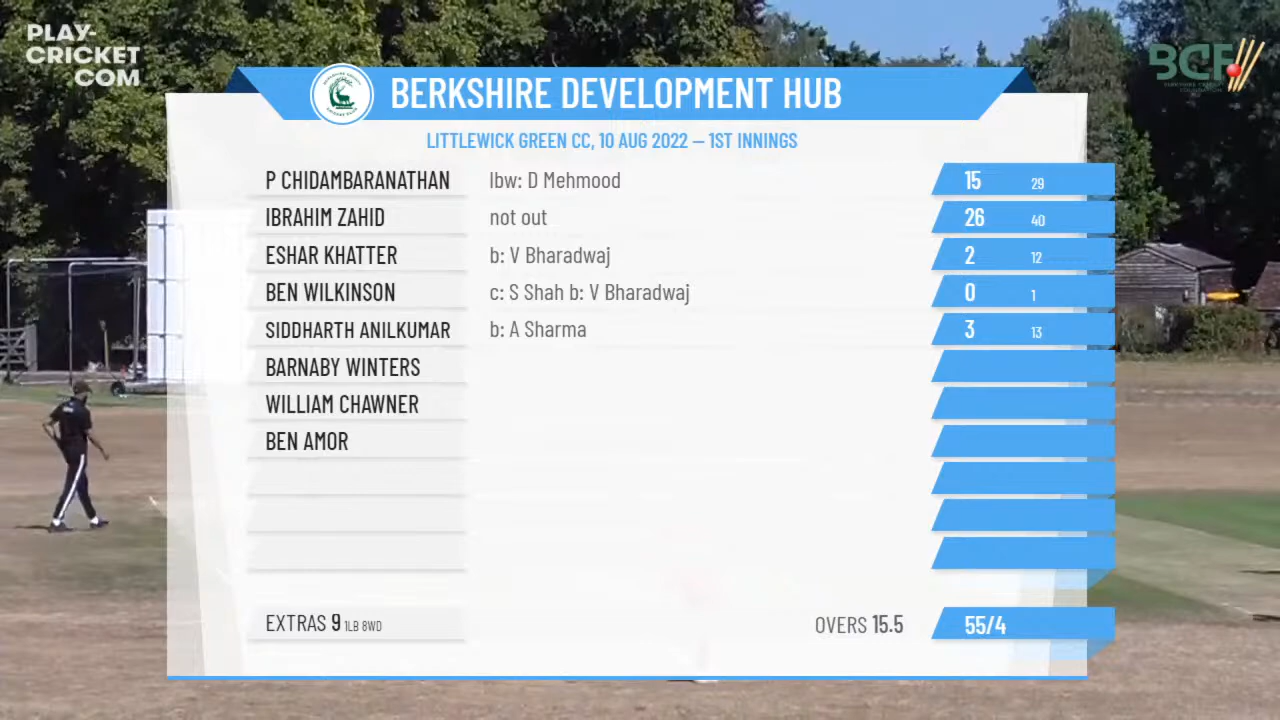 PLAY-
CRICKET
COM
BCF
BERKSHIRE DEVELOPMENT HUB
LITTLEWICK GREEN CC, 10 AUG 2022 – 1ST INNINGS
P CHIDAMBARANATHAN lbw: D Mehmood 15 29
IBRAHIM ZAHID not out 26 40
ESHAR KHATTER b: V Bharadwaj 2 12
BEN WILKINSON c: S Shah b: V Bharadwaj 0 1
SIDDHARTH ANILKUMAR b: A Sharma 3 13
BARNABY WINTERS
WILLIAM CHAWNER
BEN AMOR
EXTRAS 9 1LB 8WD OVERS 15.5 55/4